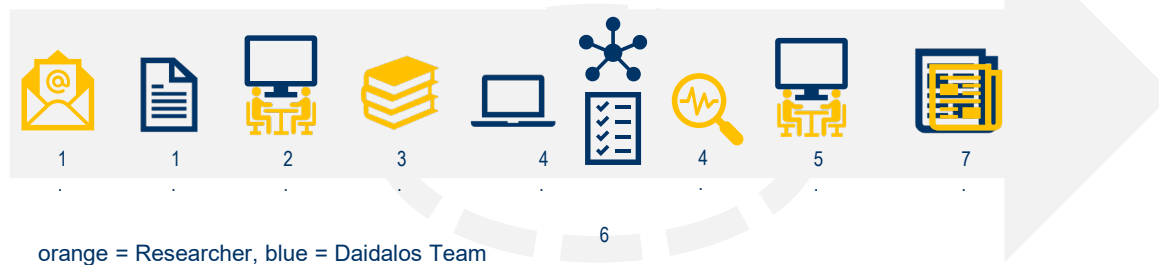 @
1 1 2 3 4 4 5 7
. . . . . . . .
6
orange = Researcher, blue = Daidalos Team